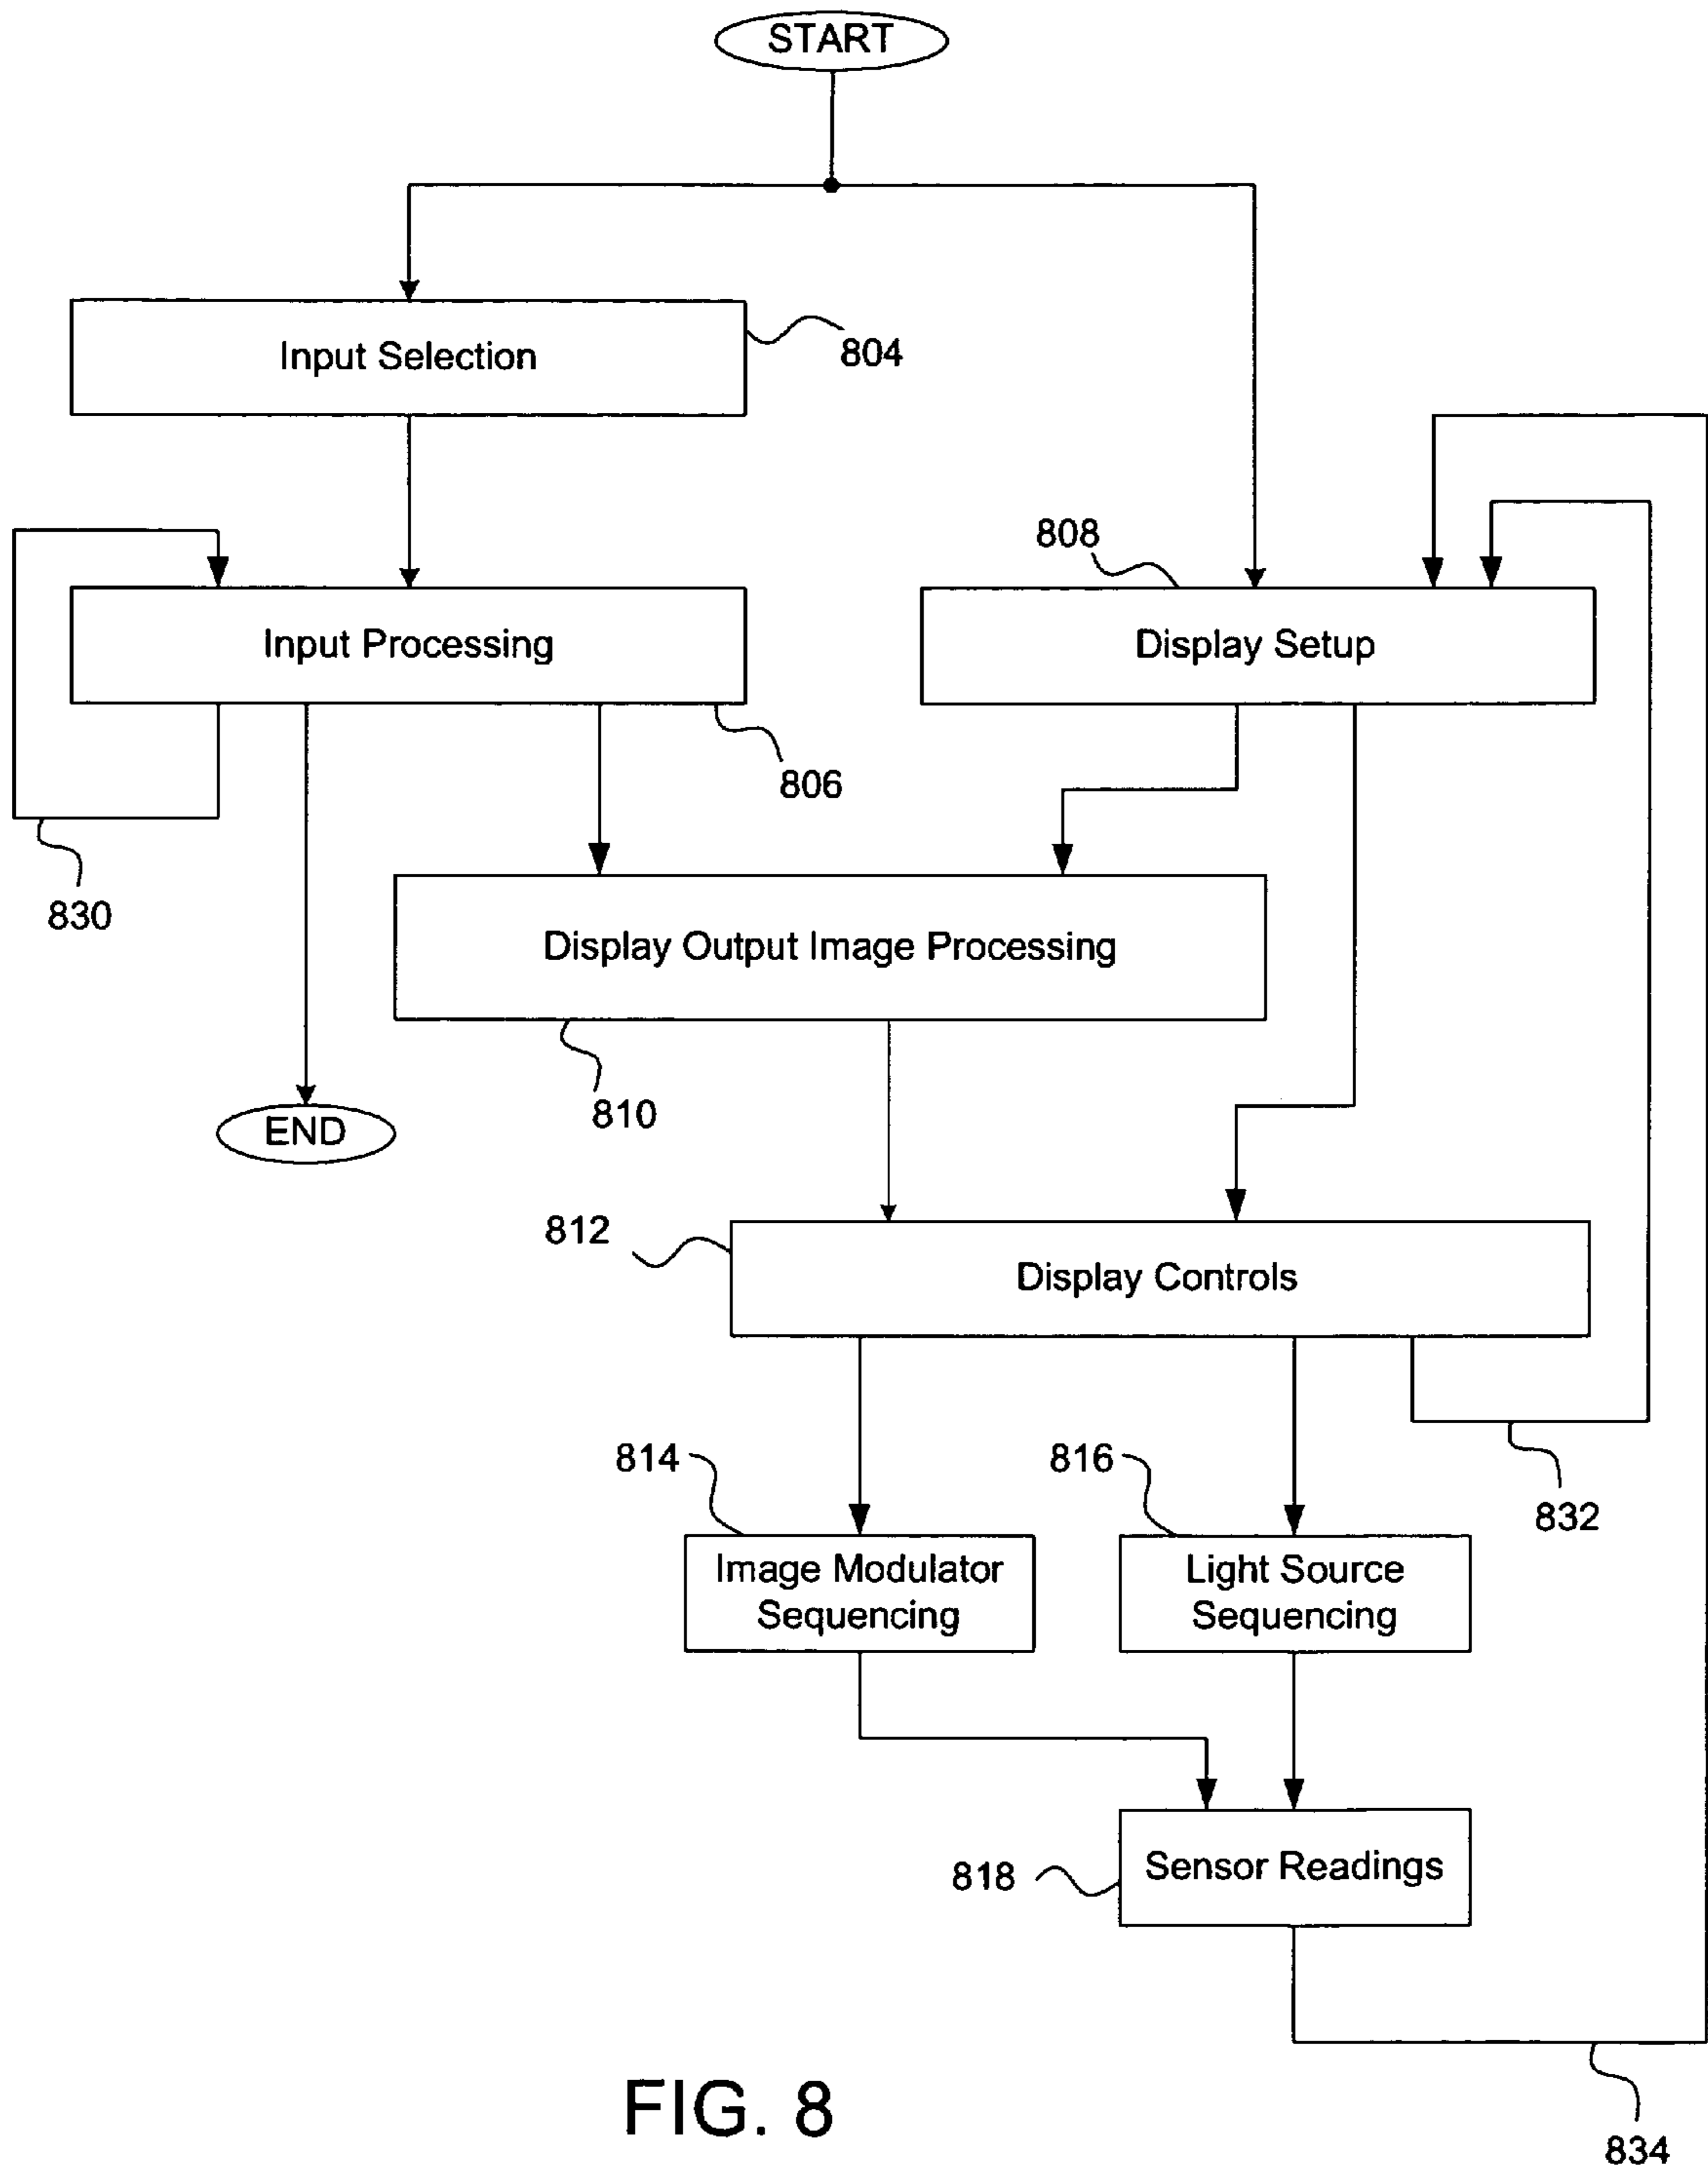 START
Input Selection
804
808
Input Processing
Display Setup
806
830
Display Output Image Processing
810
END
812
Display Controls
814
816
832
Image Modulator
Sequencing
Light Source
Sequencing
818
Sensor Readings
FIG. 8
834